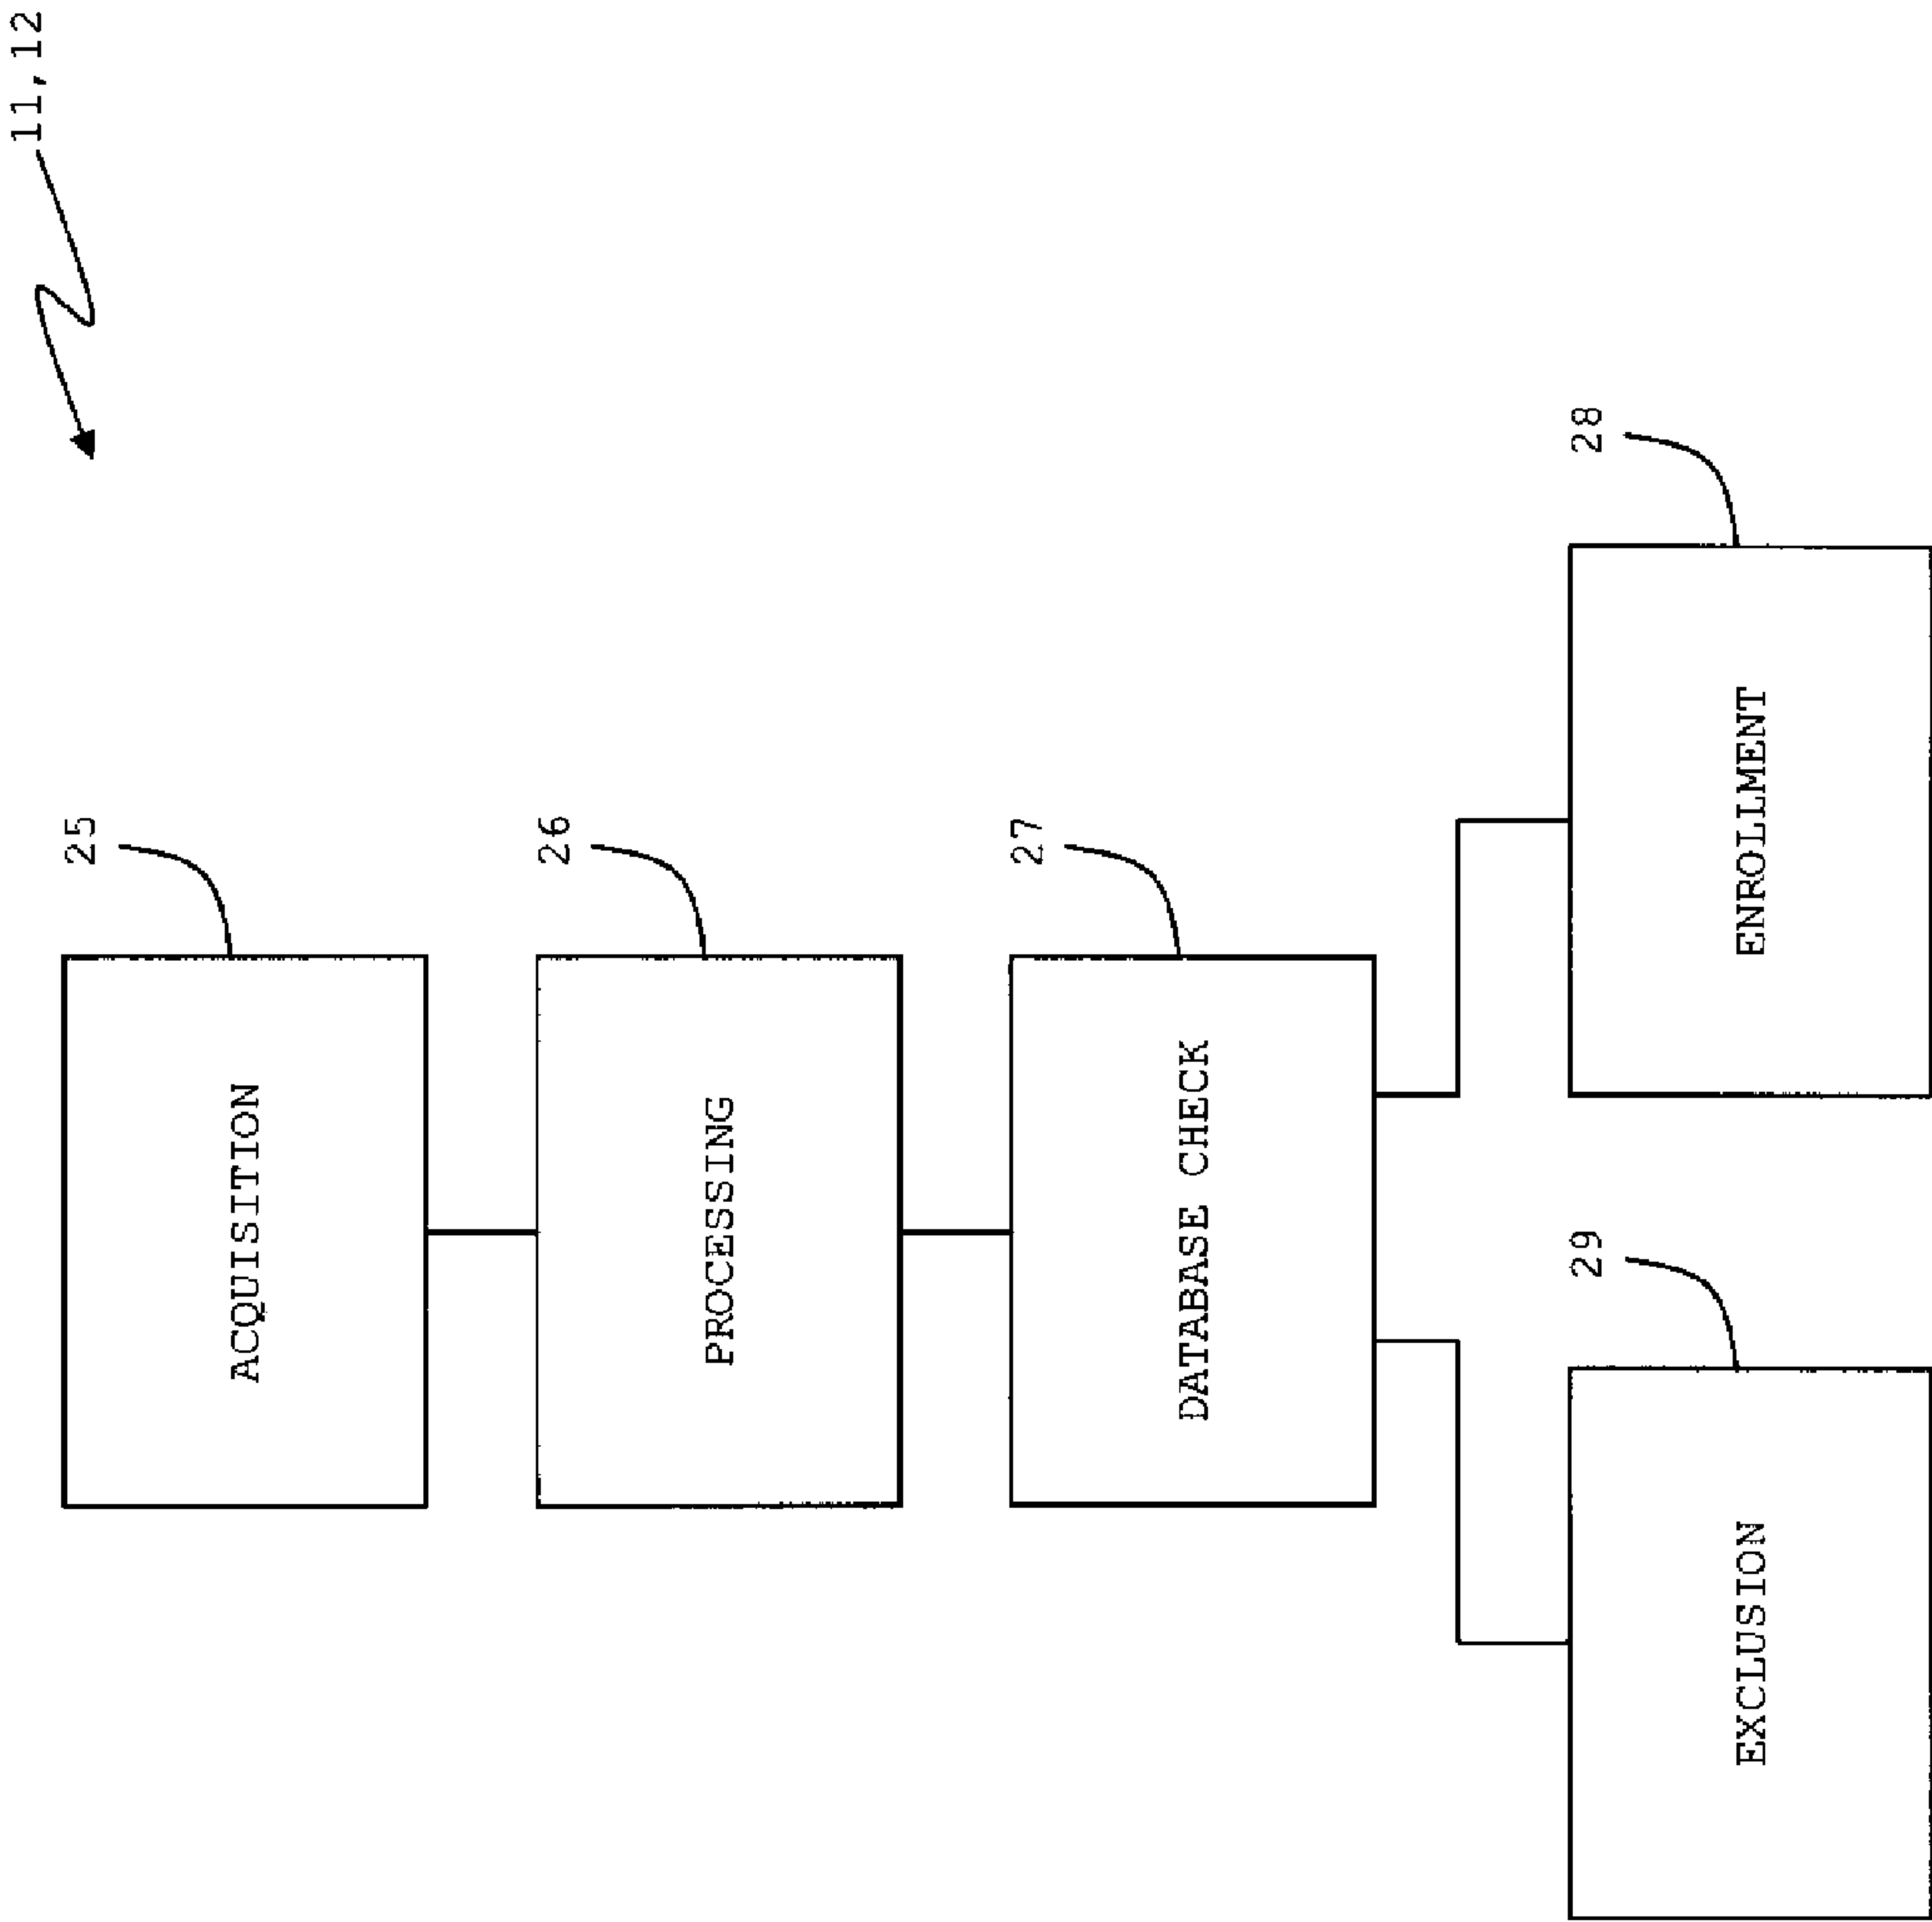 11,12
25
ACQUISITION
26
PROCESSING
27
DATABASE CHECK
28
ENROLLMENT
29
EXCLUSION